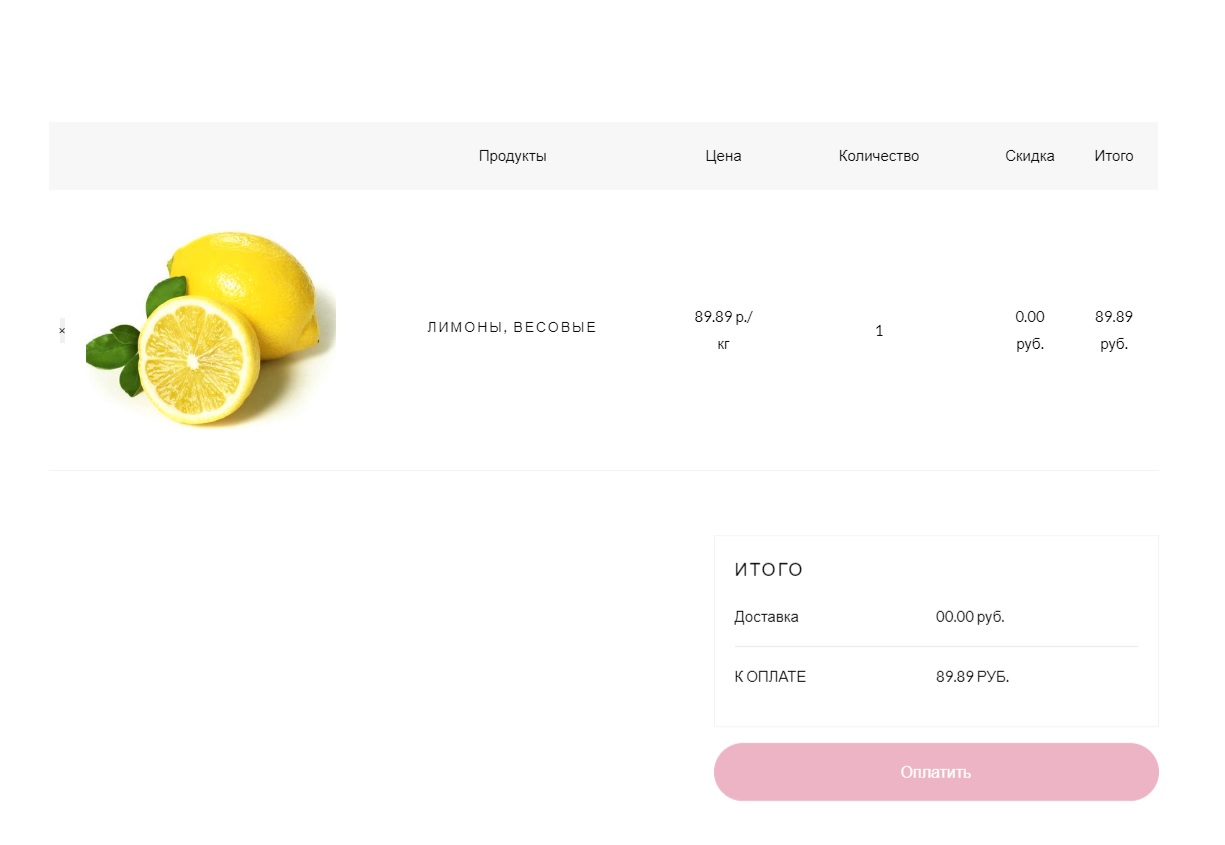 Продукты Цена Количество Скидка Итого
× ЛИМОНЫ, ВЕСОВЫЕ 89.89 р./ кг 1 0.00 руб. 89.89 руб.
ИТОГО
Доставка 00.00 руб.
К ОПЛАТЕ 89.89 РУБ.
Оплатить